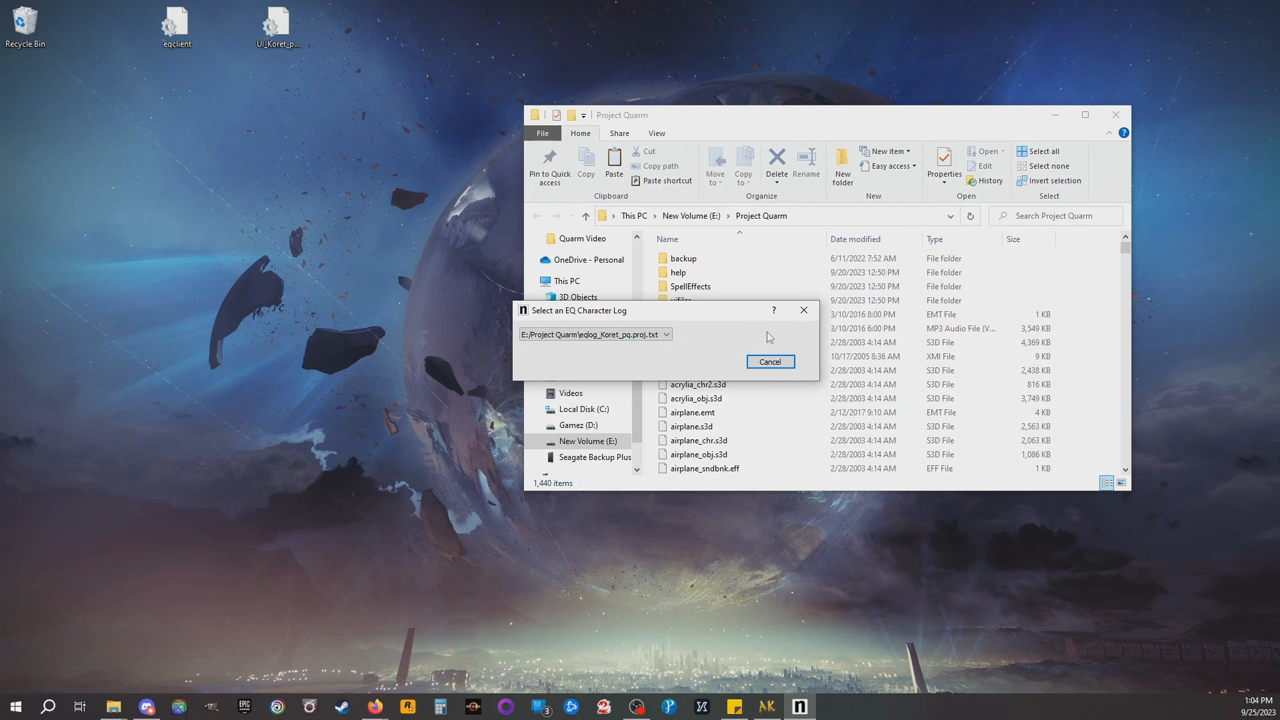 Recycle Bin
eqclient
UI_Koret_p...
Project Quarm
File
Home
Share
View
Pin to Quick access
Copy
Paste
Cut
Copy path
Paste shortcut
Clipboard
Move to
Copy to
Delete
Rename
Organize
New folder
New item
Easy access
New
Properties
Open
Edit
History
Open
Select all
Select none
Invert selection
Select
This PC > New Volume (E:) > Project Quarm
Search Project Quarm
Name
Date modified
Type
Size
Quarm Video
OneDrive - Personal
This PC
3D Objects
Videos
Local Disk (C:)
Gamez (D:)
New Volume (E:)
Seagate Backup Plus
backup 6/11/2022 7:52 AM File folder
help 9/20/2023 12:50 PM File folder
SpellEffects 9/20/2023 12:50 PM File folder
9/20/2023 12:50 PM File folder
3/10/2016 8:00 PM EMT File 1 KB
3/10/2016 6:00 PM MP3 Audio File (V... 3,549 KB
2/28/2003 4:14 AM S3D File 4,369 KB
10/17/2005 8:36 AM XMI File 9 KB
2/28/2003 4:14 AM S3D File 2,438 KB
acrylia_chr2.s3d 2/28/2003 4:14 AM S3D File 816 KB
acrylia_obj.s3d 2/28/2003 4:14 AM S3D File 3,749 KB
airplane.emt 2/12/2017 9:10 AM EMT File 4 KB
airplane.s3d 2/28/2003 4:14 AM S3D File 2,563 KB
airplane_chr.s3d 2/28/2003 4:14 AM S3D File 2,063 KB
airplane_obj.s3d 2/28/2003 4:14 AM S3D File 1,086 KB
airplane_sndbnk.eff 2/28/2003 4:14 AM EFF File 1 KB
1,440 items
n Select an EQ Character Log ?
E:/Project Quarm\eqlog_Koret_pq.proj.txt
Cancel
EPIC GAMES
R
3
2
AK
n
1:04 PM
9/25/2023